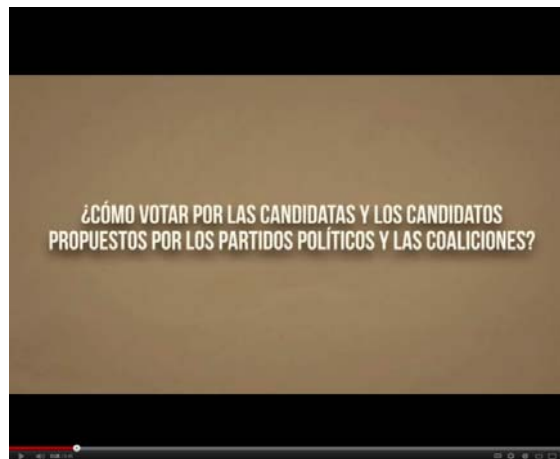 ¿CÓMO VOTAR POR LAS CANDIDATAS Y LOS CANDIDATOS
PROPUESTOS POR LOS PARTIDOS POLÍTICOS Y LAS COALICIONES?